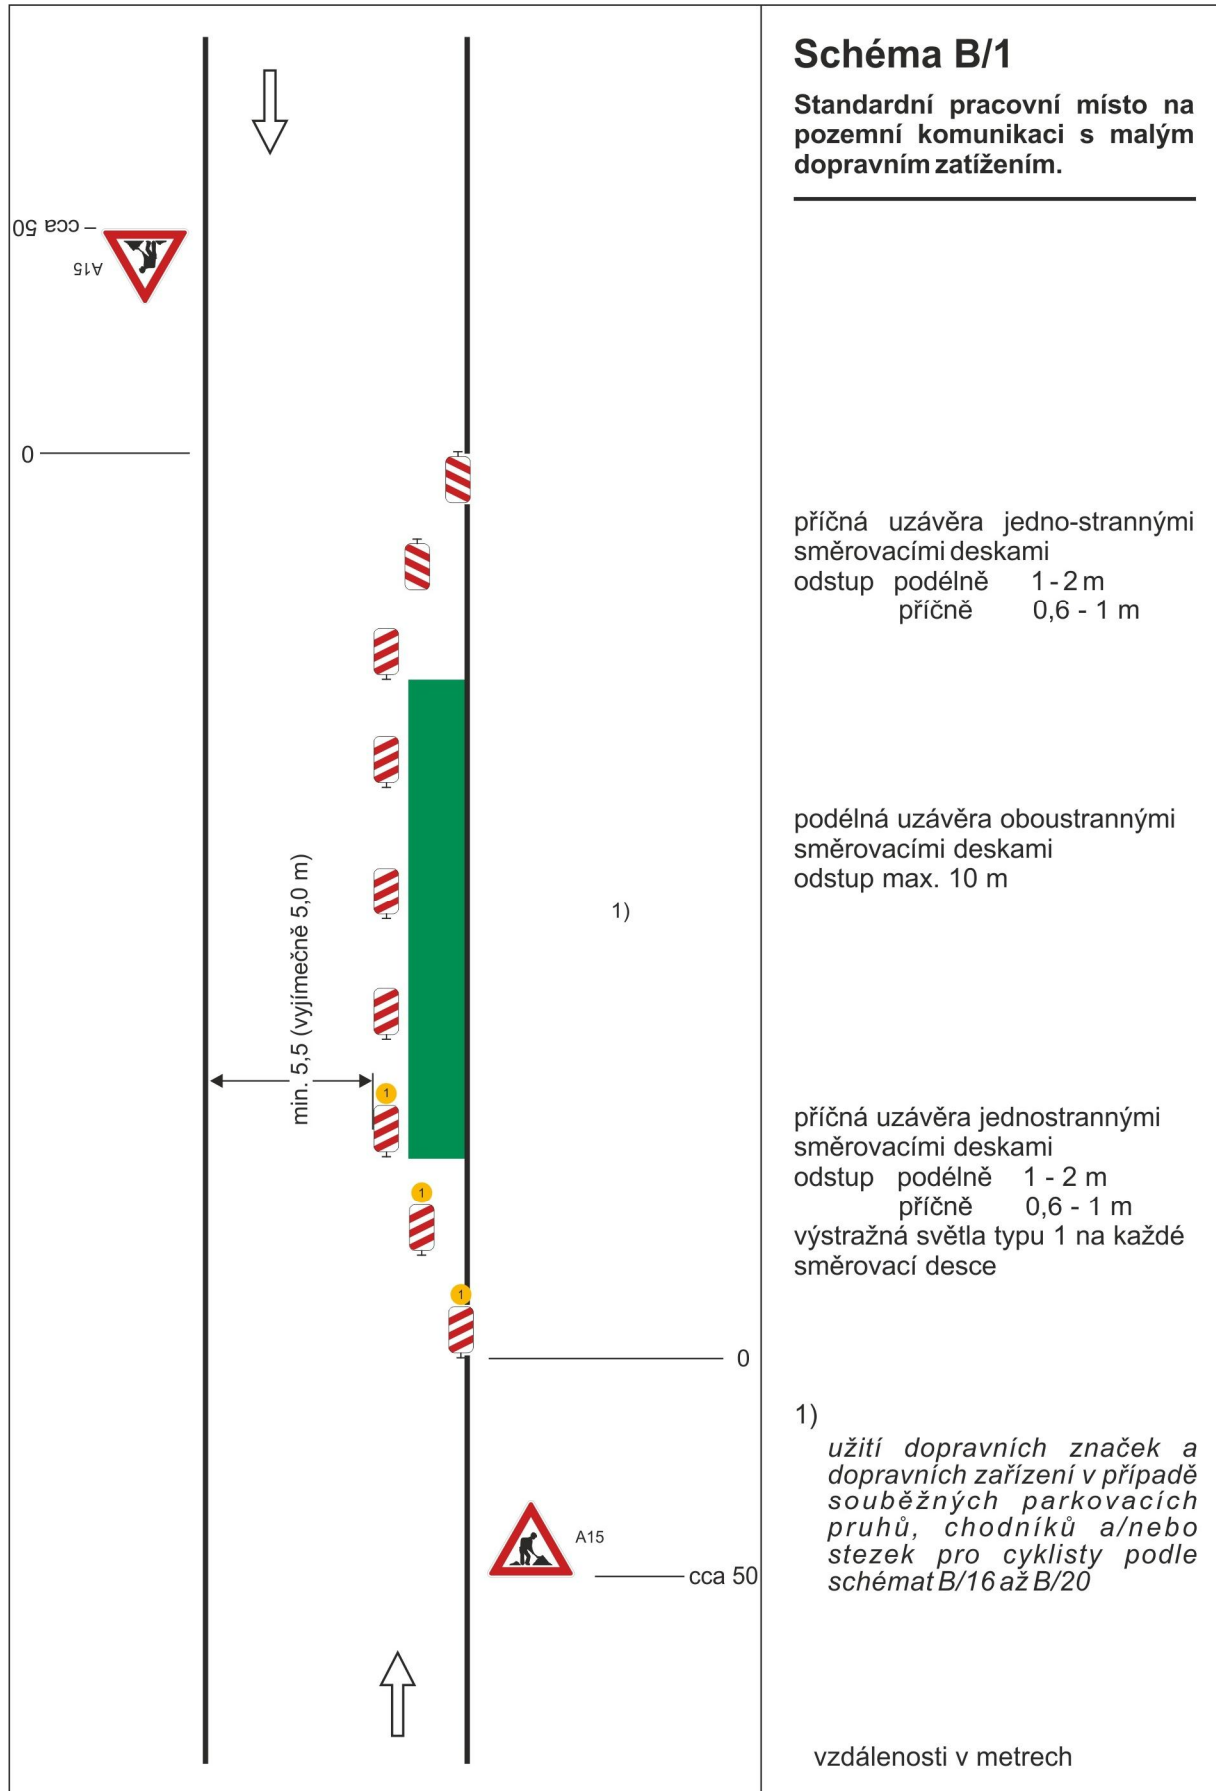 Schéma B/1
Standardní pracovní místo na
pozemní komunikaci s malým
dopravním zatížením.
cca 50
A15
0
příčná uzávěra jedno-strannými
směrovacími deskami
odstup podélně 1 - 2 m
příčně 0,6 - 1 m
podélná uzávěra oboustrannými
směrovacími deskami
odstup max. 10 m
1)
min. 5,5 (vyjímečně 5,0 m)
1
1
1
příčná uzávěra jednostrannými
směrovacími deskami
odstup podélně 1 - 2 m
příčně 0,6 - 1 m
výstražná světla typu 1 na každé
směrovací desce
0
A15
cca 50
1)
užití dopravních značek a
dopravních zařízení v případě
souběžných parkovacích
pruhů, chodníků a/nebo
stezek pro cyklisty podle
schémat B/16 až B/20
vzdálenosti v metrech